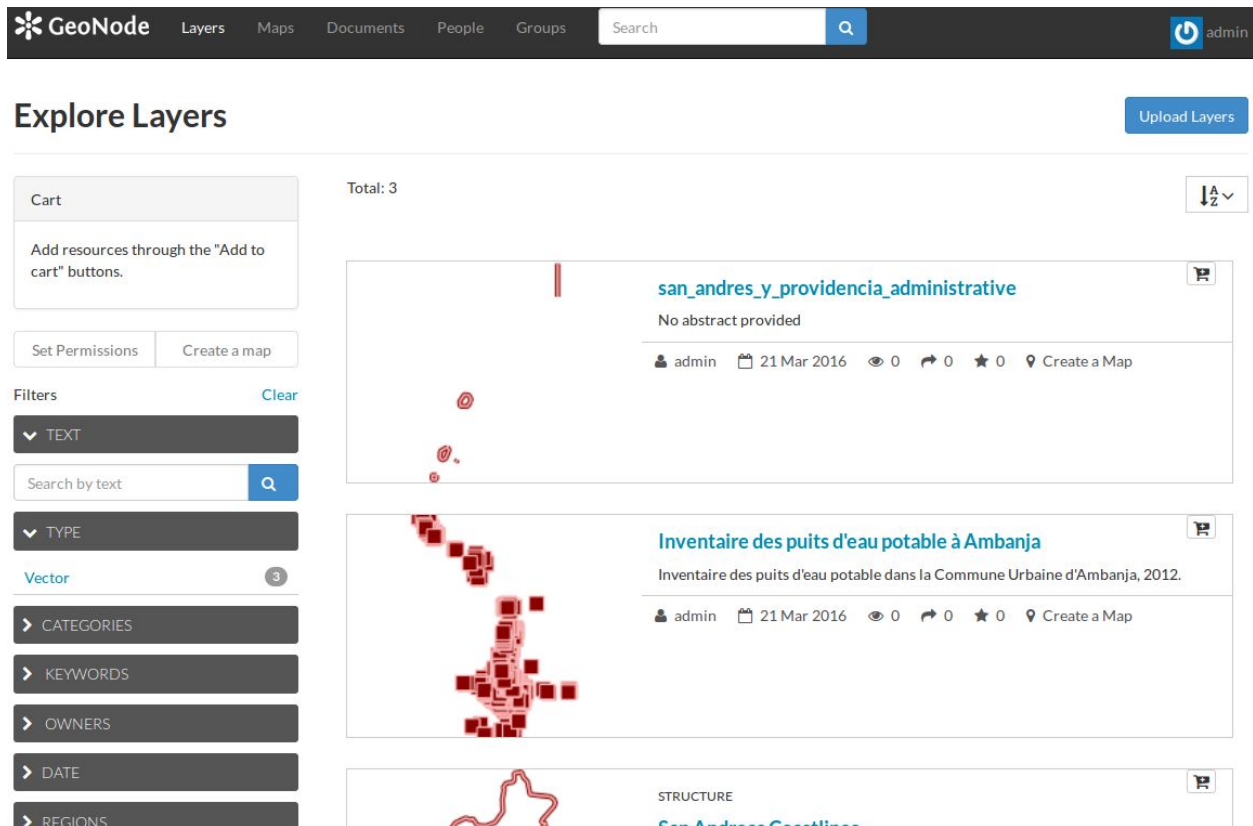 GeoNode Layers Maps Documents People Groups Search admin
Explore Layers
Upload Layers
Cart
Add resources through the "Add to
cart" buttons.
Set Permissions Create a map
Filters Clear
TEXT
Search by text
TYPE
Vector 3
CATEGORIES
KEYWORDS
OWNERS
DATE
REGIONS
Total: 3
san_andres_y_providencia_administrative
No abstract provided
admin 21 Mar 2016 0 0 0 Create a Map
Inventaire des puits d'eau potable à Ambanja
Inventaire des puits d'eau potable dans la Commune Urbaine d'Ambanja, 2012.
admin 21 Mar 2016 0 0 0 Create a Map
STRUCTURE
San Andress Coastlines